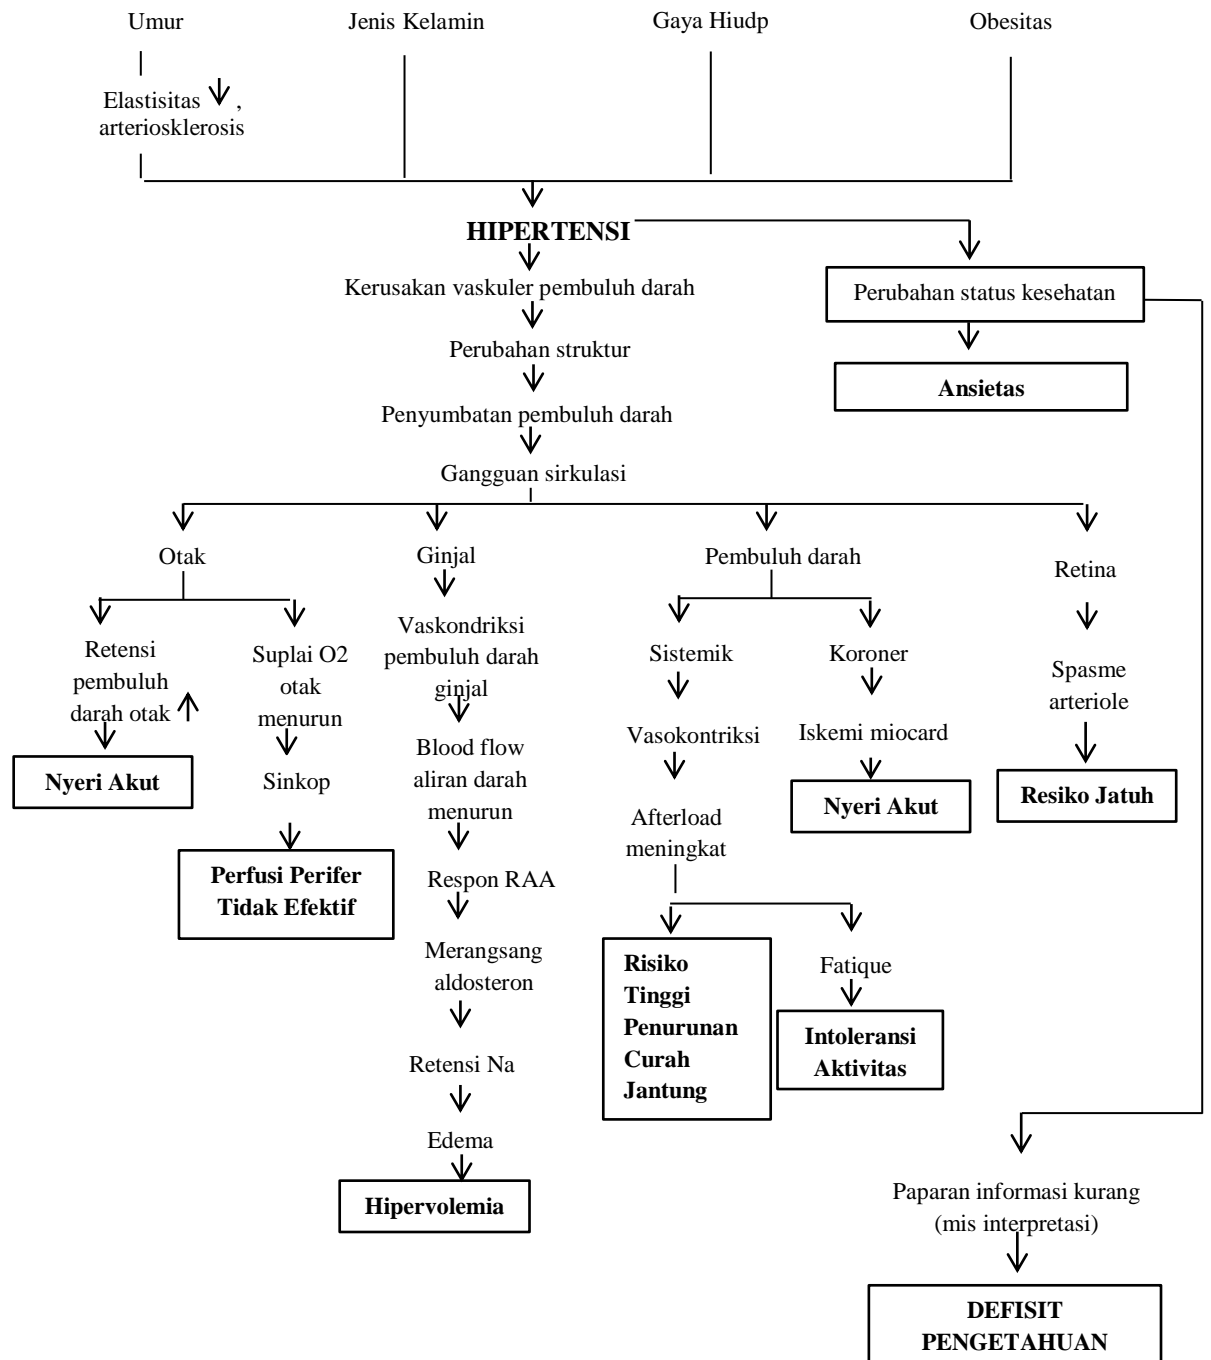 Umur
Jenis Kelamin
Gaya Hiudp
Obesitas
Elastisitas ↓ ,
arteriosklerosis
HIPERTENSI
Kerusakan vaskuler pembuluh darah
Perubahan status kesehatan
Perubahan struktur
Ansietas
Penyumbatan pembuluh darah
Gangguan sirkulasi
Otak
Ginjal
Pembuluh darah
Retina
Retensi
pembuluh
darah otak ↑
Suplai O2
otak
menurun
Vaskondriksi
pembuluh darah
ginjal
Sistemik
Koroner
Spasme
arteriole
Nyeri Akut
Sinkop
Blood flow
aliran darah
menurun
Vasokontriksi
Iskemi miocard
Nyeri Akut
Resiko Jatuh
Afterload
meningkat
Perfusi Perifer
Tidak Efektif
Respon RAA
Merangsang
aldosteron
Risiko
Tinggi
Penurunan
Curah
Jantung
Fatique
Intoleransi
Aktivitas
Retensi Na
Edema
Hipervolemia
Paparan informasi kurang
(mis interpretasi)
DEFISIT
PENGETAHUAN